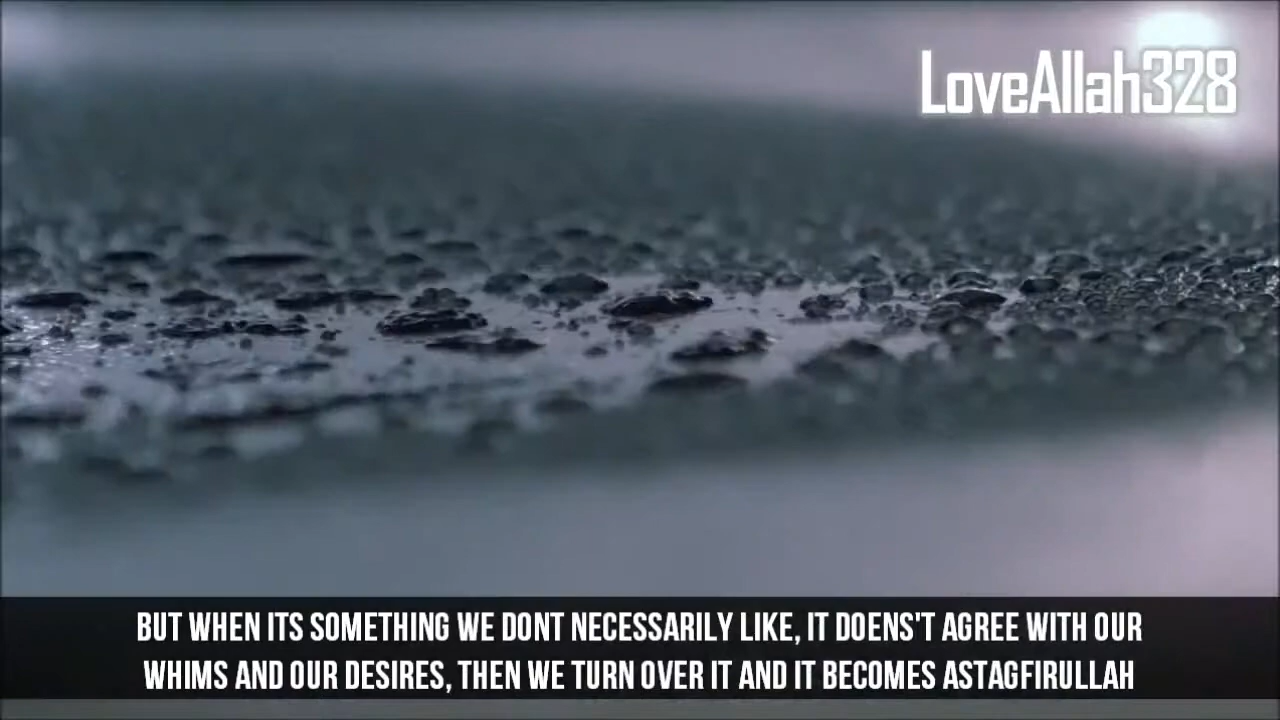 LoveAllah328
BUT WHEN ITS SOMETHING WE DONT NECESSARILY LIKE, IT DOENS'T AGREE WITH OUR
WHIMS AND OUR DESIRES, THEN WE TURN OVER IT AND IT BECOMES ASTAGFIRULLAH